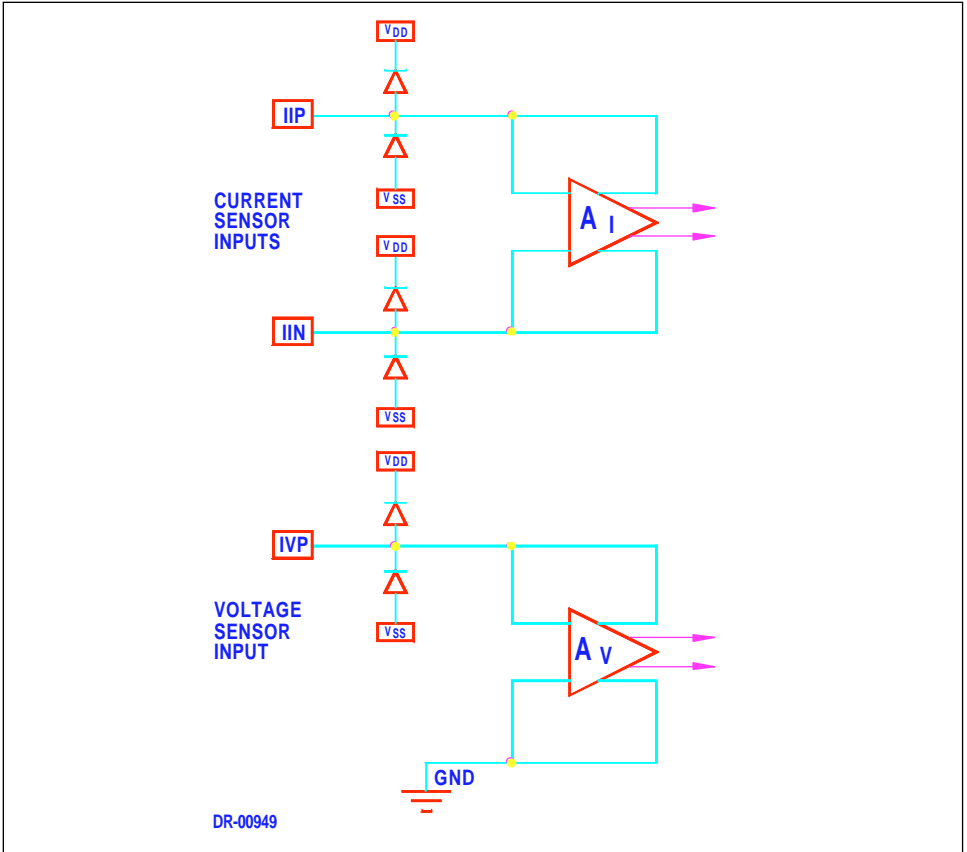 VDD
IIP
CURRENT
SENSOR
INPUTS
VSS
A I
VDD
IIN
VSS
VDD
IVP
VOLTAGE
SENSOR
INPUT
VSS
A V
GND
DR-00949